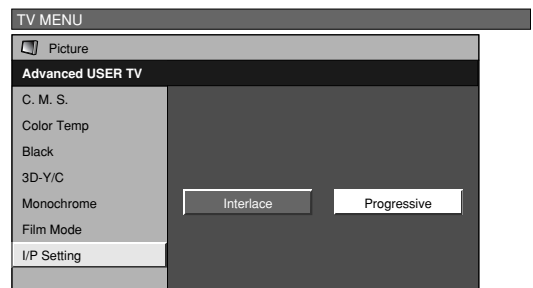 TV MENU
Picture
Advanced USER TV
C. M. S.
Color Temp
Black
3D-Y/C
Monochrome
Interlace
Progressive
Film Mode
I/P Setting